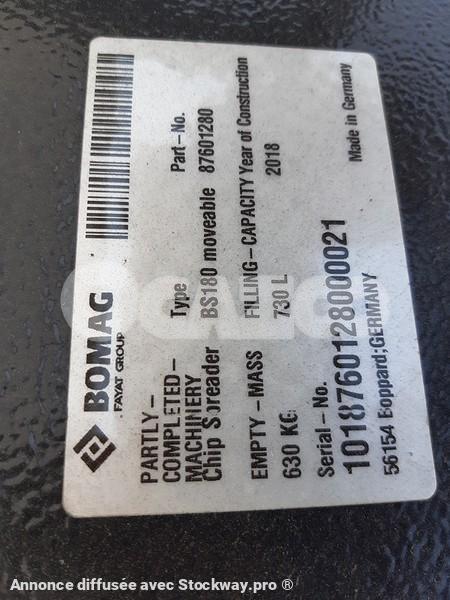 BOMAG
FAYAT GROUP
PARTLY-
COMPLETED-
MACHINERY Type Part-No.
Chip Spreader BS180 moveable 87601280
EMPTY-MASS FILLING-CAPACITY Year of Construction
630 KG 730 L 2018
Serial-No.
101876012800021
56154 Boppard;GERMANY Made in Germany
OCALO
Annonce diffusée avec Stockway.pro ®